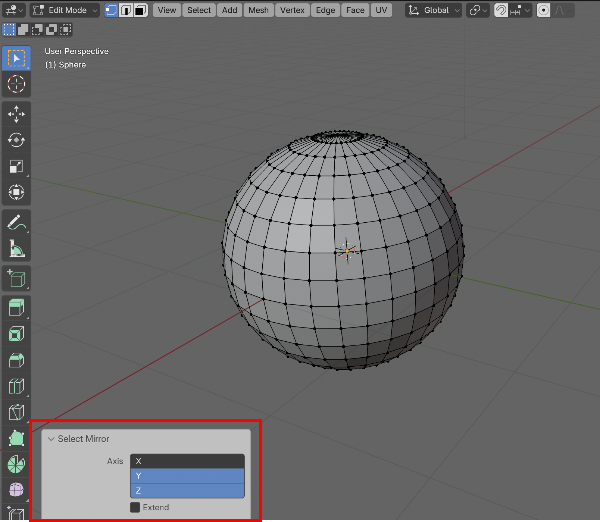 Edit Mode View Select Add Mesh Vertex Edge Face UV Global
User Perspective
(1) Sphere
Select Mirror
Axis X
Y
Z
Extend